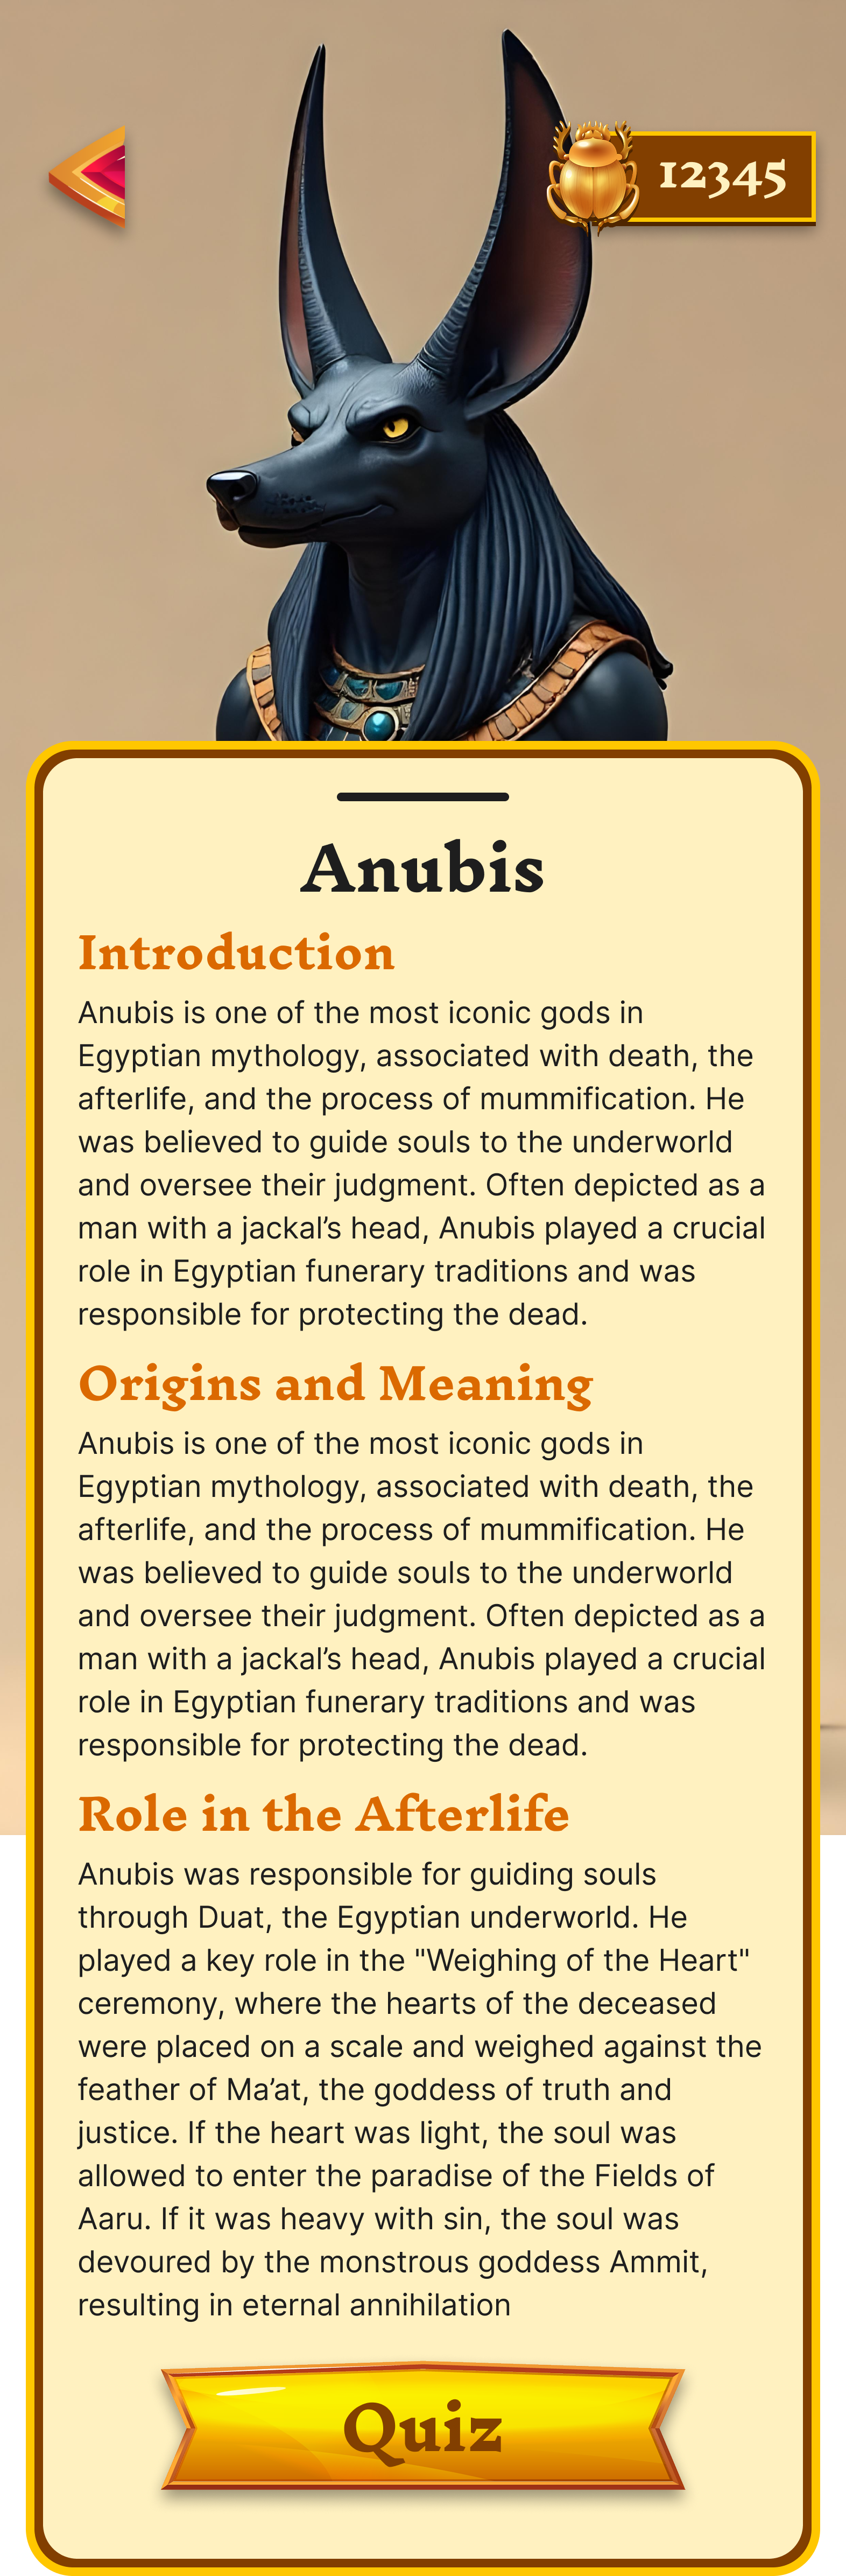 12345
Anubis
Introduction
Anubis is one of the most iconic gods in
Egyptian mythology, associated with death, the
afterlife, and the process of mummification. He
was believed to guide souls to the underworld
and oversee their judgment. Often depicted as a
man with a jackal’s head, Anubis played a crucial
role in Egyptian funerary traditions and was
responsible for protecting the dead.
Origins and Meaning
Anubis is one of the most iconic gods in
Egyptian mythology, associated with death, the
afterlife, and the process of mummification. He
was believed to guide souls to the underworld
and oversee their judgment. Often depicted as a
man with a jackal’s head, Anubis played a crucial
role in Egyptian funerary traditions and was
responsible for protecting the dead.
Role in the Afterlife
Anubis was responsible for guiding souls
through Duat, the Egyptian underworld. He
played a key role in the "Weighing of the Heart"
ceremony, where the hearts of the deceased
were placed on a scale and weighed against the
feather of Ma’at, the goddess of truth and
justice. If the heart was light, the soul was
allowed to enter the paradise of the Fields of
Aaru. If it was heavy with sin, the soul was
devoured by the monstrous goddess Ammit,
resulting in eternal annihilation
Quiz